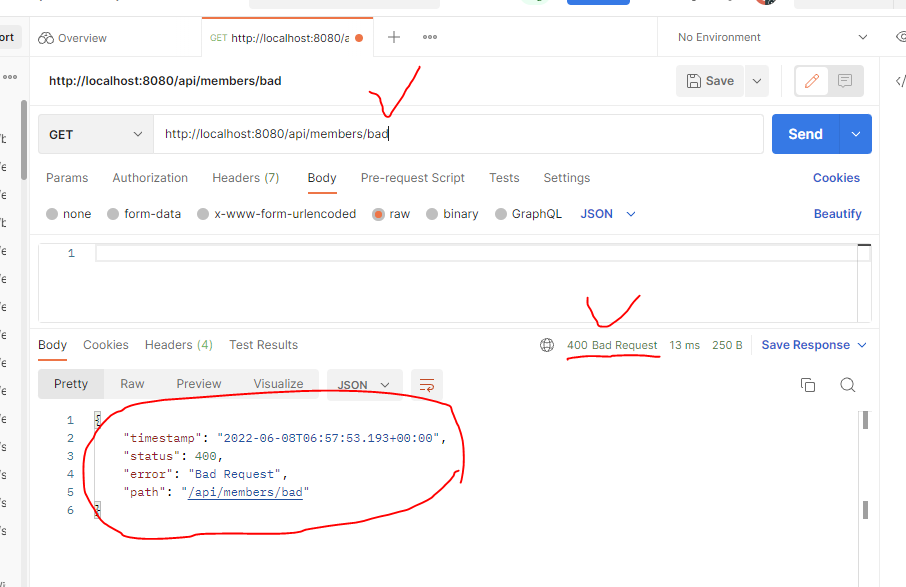 ort
Overview
GET http://localhost:8080/a
No Environment
http://localhost:8080/api/members/bad
Save
GET
http://localhost:8080/api/members/bad
Send
Params Authorization Headers (7) Body Pre-request Script Tests Settings Cookies
none form-data x-www-form-urlencoded raw binary GraphQL JSON Beautify
1
Body Cookies Headers (4) Test Results 400 Bad Request 13 ms 250 B Save Response
Pretty Raw Preview Visualize JSON
1 {
2 "timestamp": "2022-06-08T06:57:53.193+00:00",
3 "status": 400,
4 "error": "Bad Request",
5 "path": "/api/members/bad"
6 }